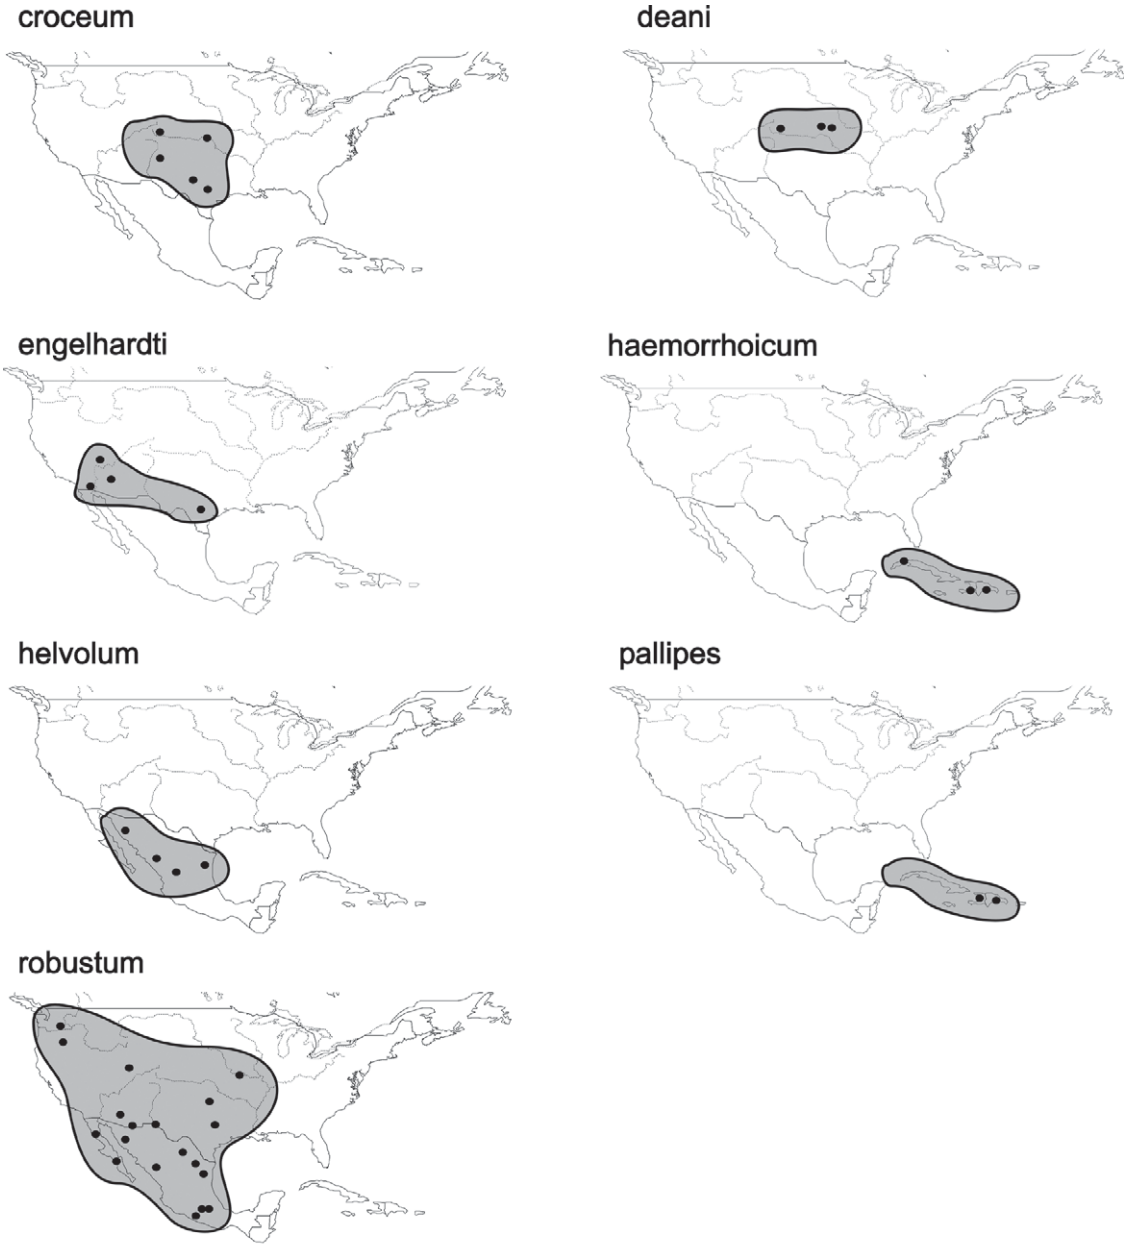 croceum
deani
engelhardti
haemorrhoicum
helvolum
pallipes
robustum